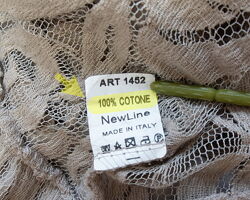 ART 1452
100% COTONE
NewLine
MADE IN ITALY